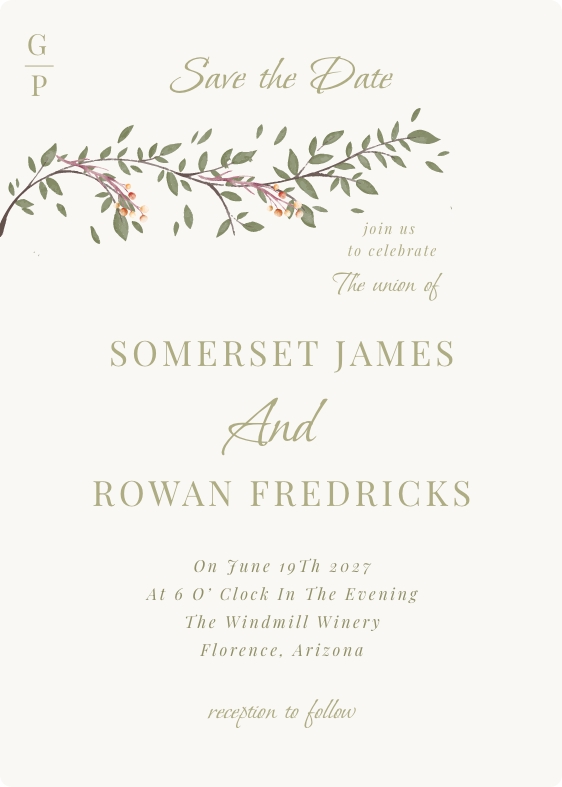 G
P
Save the Date
join us
to celebrate
The union of
SOMERSET JAMES
And
ROWAN FREDRICKS
On June 19Th 2027
At 6 O' Clock In The Evening
The Windmill Winery
Florence, Arizona
reception to follow